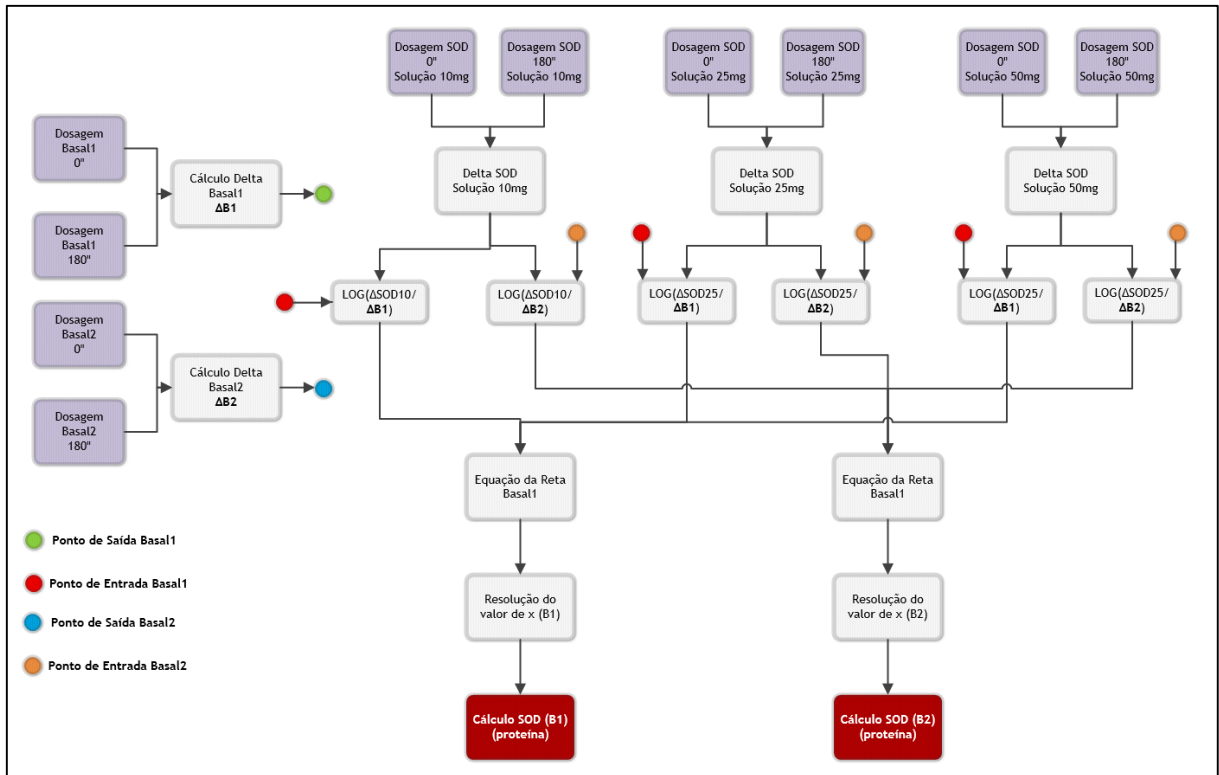 Dosagem SOD
0"
Solução 10mg
Dosagem SOD
180"
Solução 10mg
Dosagem SOD
0"
Solução 25mg
Dosagem SOD
180"
Solução 25mg
Dosagem SOD
0"
Solução 50mg
Dosagem SOD
180"
Solução 50mg
Dosagem
Basal1
0"
Cálculo Delta
Basal1
ΔB1
Dosagem
Basal1
180"
Delta SOD
Solução 10mg
Delta SOD
Solução 25mg
Delta SOD
Solução 50mg
LOG(ΔSOD10/
ΔB1)
LOG(ΔSOD10/
ΔB2)
LOG(ΔSOD25/
ΔB1)
LOG(ΔSOD25/
ΔB2)
LOG(ΔSOD25/
ΔB1)
LOG(ΔSOD25/
ΔB2)
Dosagem
Basal2
0"
Cálculo Delta
Basal2
ΔB2
Dosagem
Basal2
180"
Equação da Reta
Basal1
Equação da Reta
Basal1
Ponto de Saída Basal1
Ponto de Entrada Basal1
Ponto de Saída Basal2
Ponto de Entrada Basal2
Resolução do
valor de x (B1)
Resolução do
valor de x (B2)
Cálculo SOD (B1)
(proteína)
Cálculo SOD (B2)
(proteína)